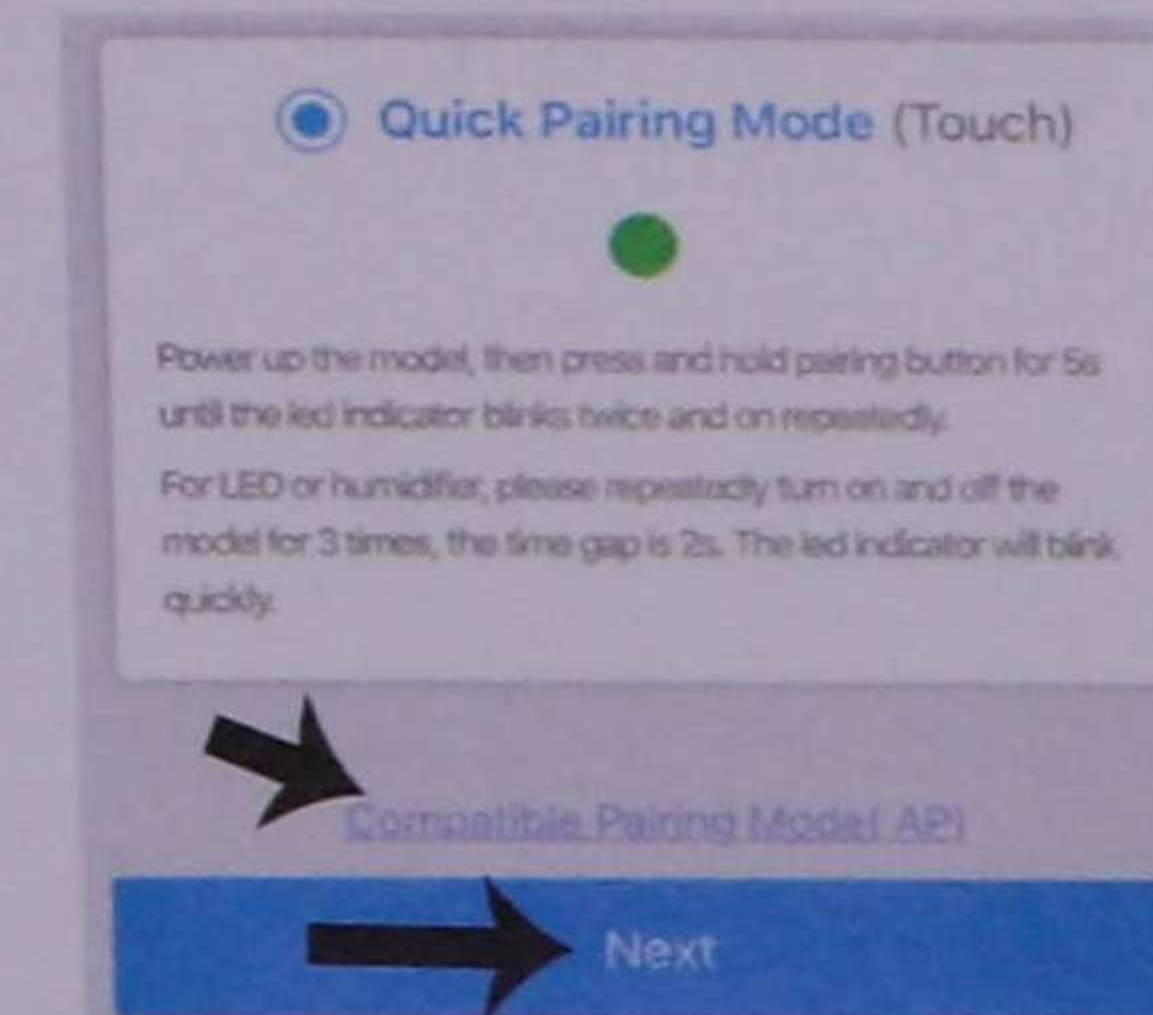 Quick Pairing Mode (Touch)
Power up the model, then press and hold pairing button for 5s
until the led indicator blinks twice and on repeatedly.
For LED or humidifier, please repeatedly turn on and off the
model for 3 times, the time gap is 2s. The led indicator will blink
quickly.
Compatible Pairing Mode( AP)
Next